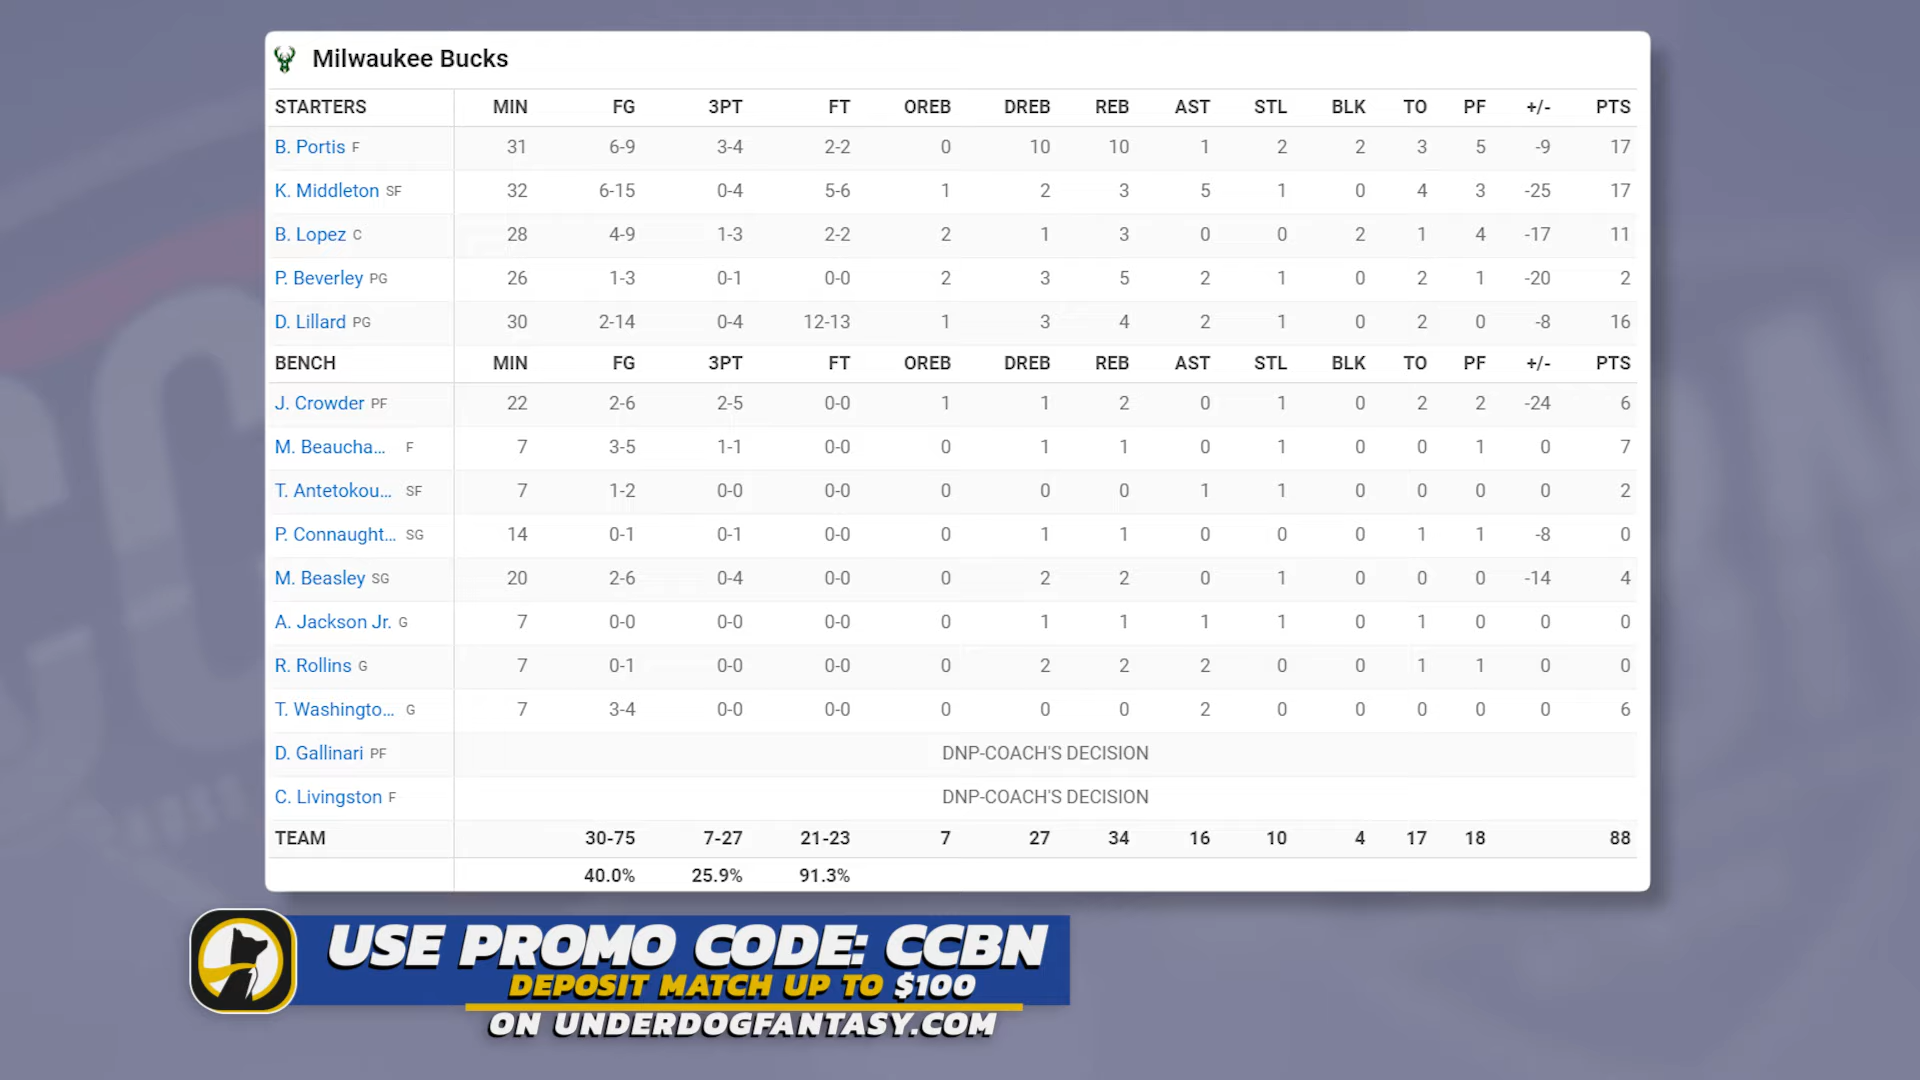 Milwaukee Bucks
STARTERS MIN FG 3PT FT OREB DREB REB AST STL BLK TO PF +/- PTS
B. Portis F 31 6-9 3-4 2-2 0 10 10 1 2 2 3 5 -9 17
K. Middleton SF 32 6-15 0-4 5-6 1 2 3 5 1 0 4 3 -25 17
B. Lopez C 28 4-9 1-3 2-2 2 1 3 0 0 2 1 4 -17 11
P. Beverley PG 26 1-3 0-1 0-0 2 3 5 2 1 0 2 1 -20 2
D. Lillard PG 30 2-14 0-4 12-13 1 3 4 2 1 0 2 0 -8 16
BENCH MIN FG 3PT FT OREB DREB REB AST STL BLK TO PF +/- PTS
J. Crowder PF 22 2-6 2-5 0-0 1 1 2 0 1 0 2 2 -24 6
M. Beaucha... F 7 3-5 1-1 0-0 0 1 1 0 1 0 0 1 0 7
T. Antetokou... SF 7 1-2 0-0 0-0 0 0 0 1 1 0 0 0 0 2
P. Connaught... SG 14 0-1 0-1 0-0 0 1 1 0 0 0 1 1 -8 0
M. Beasley SG 20 2-6 0-4 0-0 0 2 2 0 1 0 0 0 -14 4
A. Jackson Jr. G 7 0-0 0-0 0-0 0 1 1 1 1 0 1 0 0 0
R. Rollins G 7 0-1 0-0 0-0 0 2 2 2 0 0 1 1 0 0
T. Washingto... G 7 3-4 0-0 0-0 0 0 0 2 0 0 0 0 0 6
D. Gallinari PF DNP-COACH'S DECISION
C. Livingston F DNP-COACH'S DECISION
TEAM 30-75 7-27 21-23 7 27 34 16 10 4 17 18 88
40.0% 25.9% 91.3%
USE PROMO CODE: CCBN
DEPOSIT MATCH UP TO $100
ON UNDERDOGFANTASY.COM